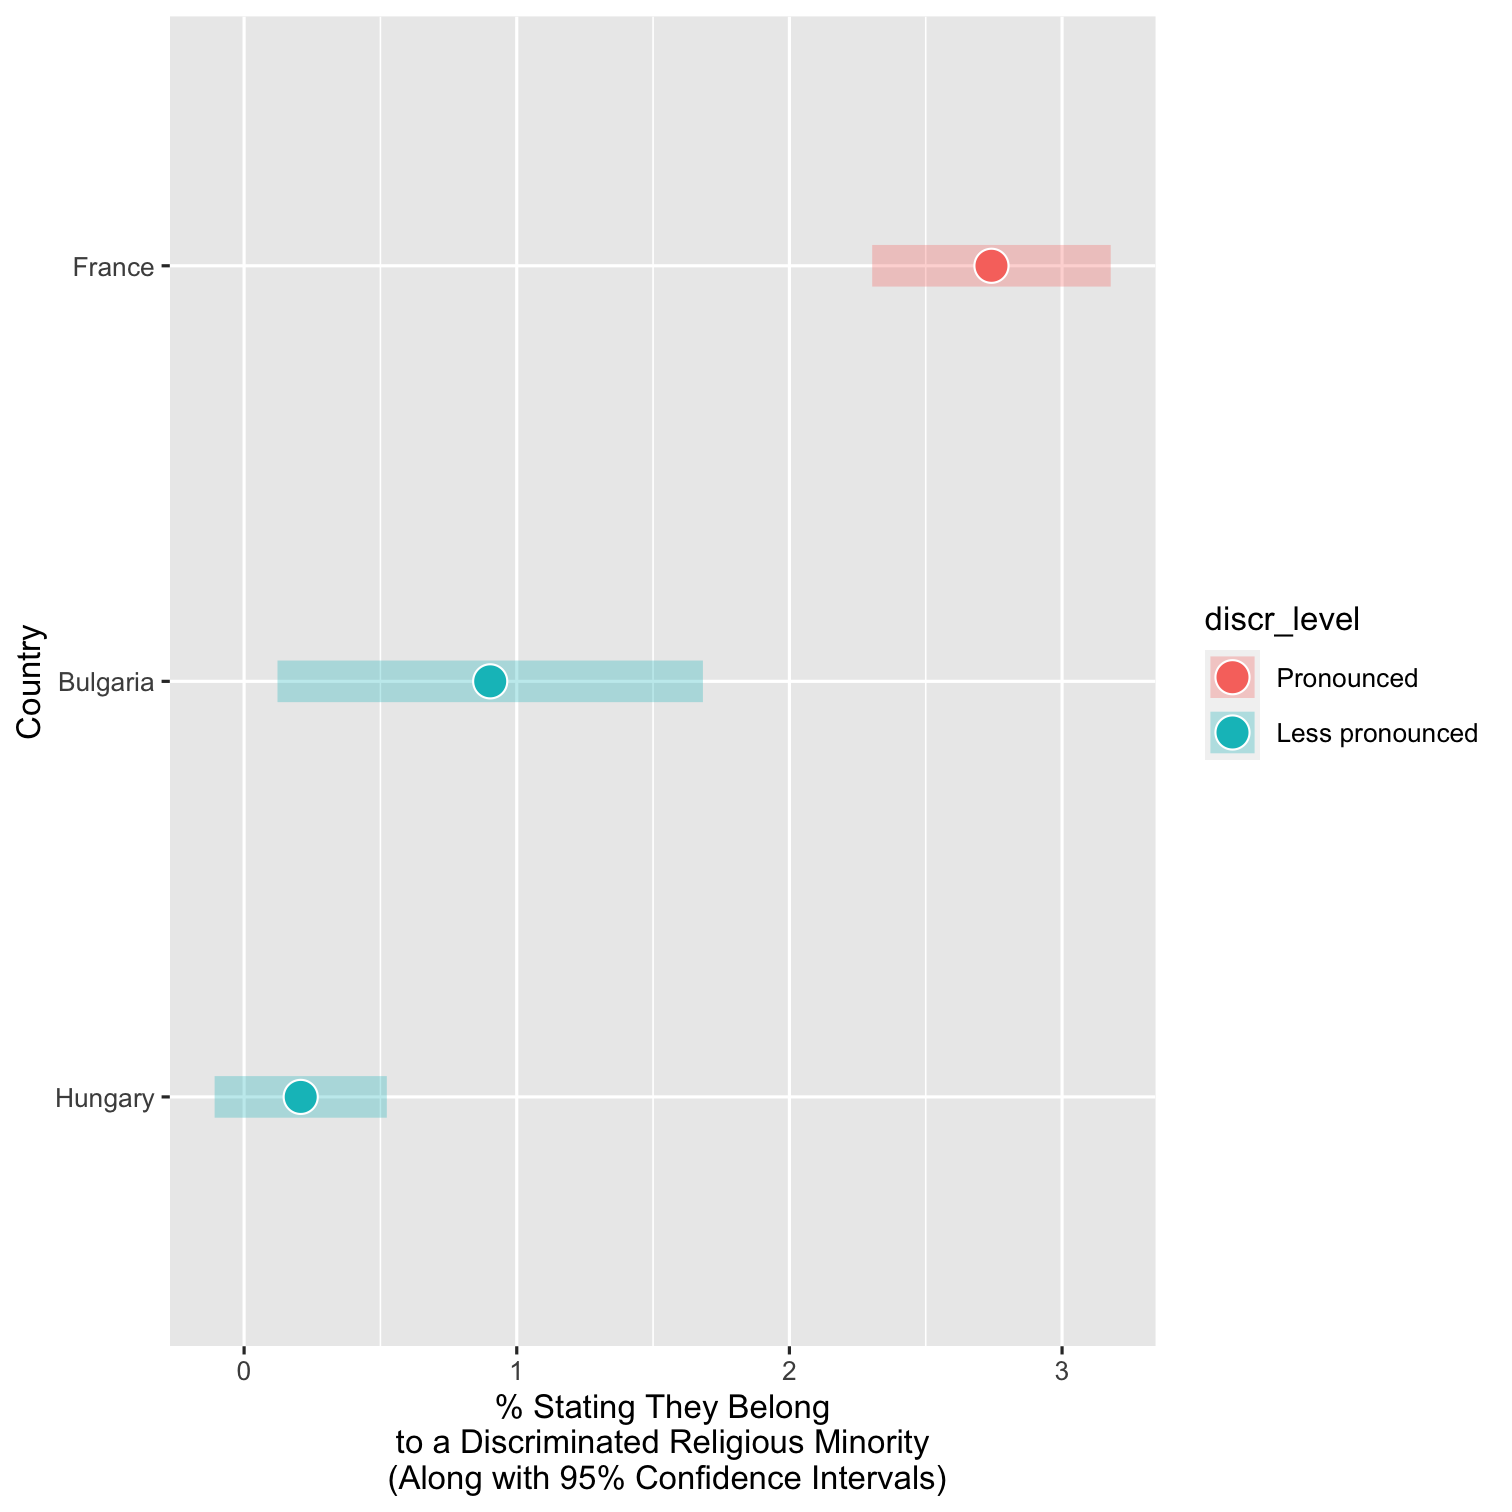 France
Bulgaria
Hungary
Country
0 1 2 3
% Stating They Belong
to a Discriminated Religious Minority
(Along with 95% Confidence Intervals)
discr_level
Pronounced
Less pronounced